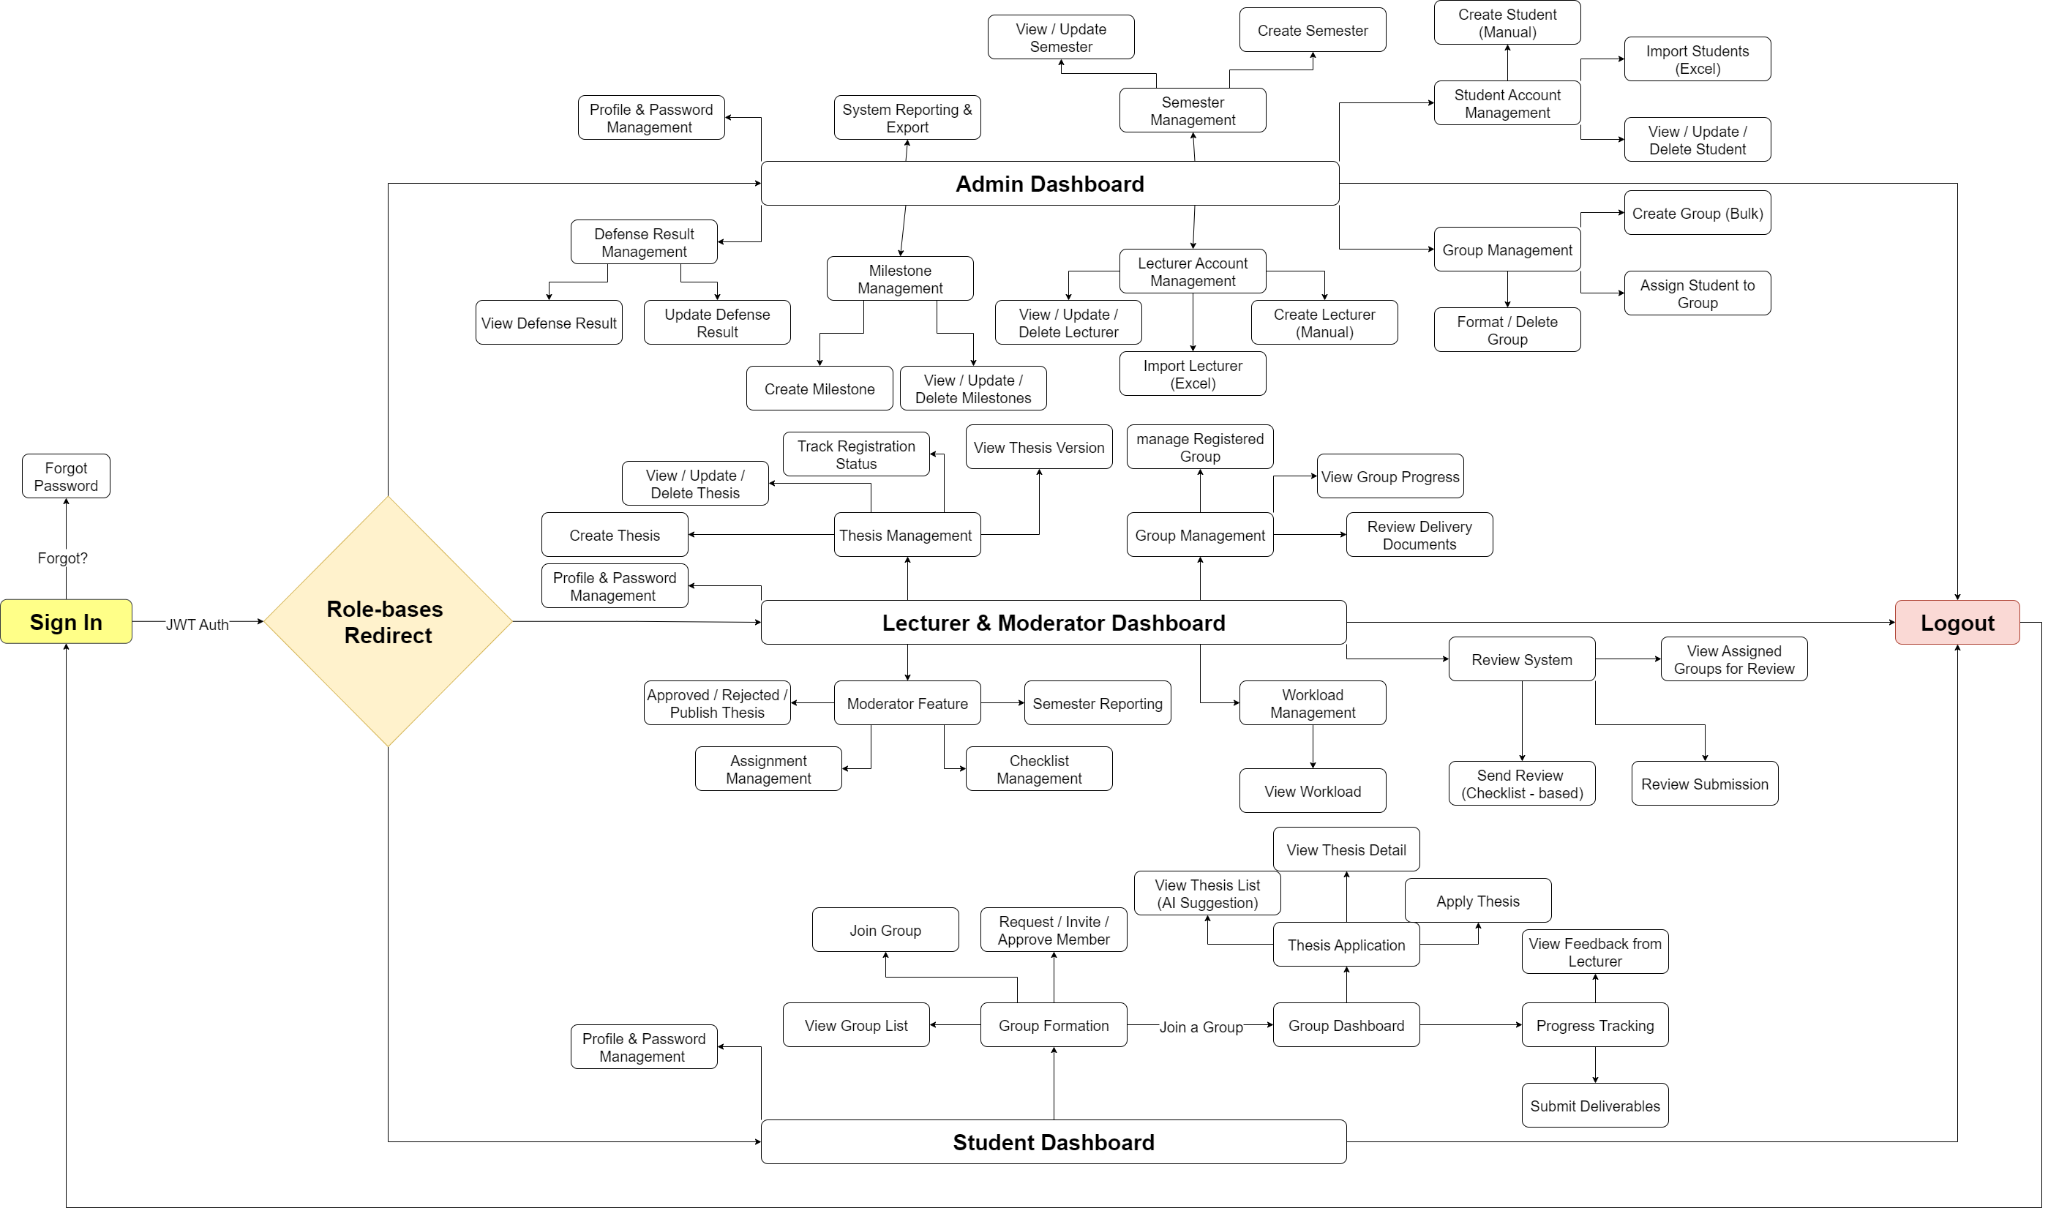 View / Update
Semester
Create Semester
Create Student
(Manual)
Import Students
(Excel)
Profile & Password
Management
System Reporting &
Export
Semester
Management
Student Account
Management
View / Update /
Delete Student
Admin Dashboard
Defense Result
Management
Milestone
Management
Lecturer Account
Management
Group Management
Create Group (Bulk)
Assign Student to
Group
View Defense Result
Update Defense
Result
View / Update /
Delete Lecturer
Create Lecturer
(Manual)
Format / Delete
Group
Create Milestone
View / Update /
Delete Milestones
Import Lecturer
(Excel)
Forgot
Password
Forgot?
Sign In
JWT Auth
Role-bases
Redirect
Track Registration
Status
View Thesis Version
manage Registered
Group
View / Update /
Delete Thesis
View Group Progress
Create Thesis
Thesis Management
Group Management
Review Delivery
Documents
Profile & Password
Management
Lecturer & Moderator Dashboard
Logout
Review System
View Assigned
Groups for Review
Approved / Rejected /
Publish Thesis
Moderator Feature
Semester Reporting
Workload
Management
Assignment
Management
Checklist
Management
View Workload
Send Review
(Checklist - based)
Review Submission
View Thesis Detail
View Thesis List
(AI Suggestion)
Apply Thesis
Join Group
Request / Invite /
Approve Member
Thesis Application
View Feedback from
Lecturer
View Group List
Group Formation
Join a Group
Group Dashboard
Progress Tracking
Profile & Password
Management
Submit Deliverables
Student Dashboard